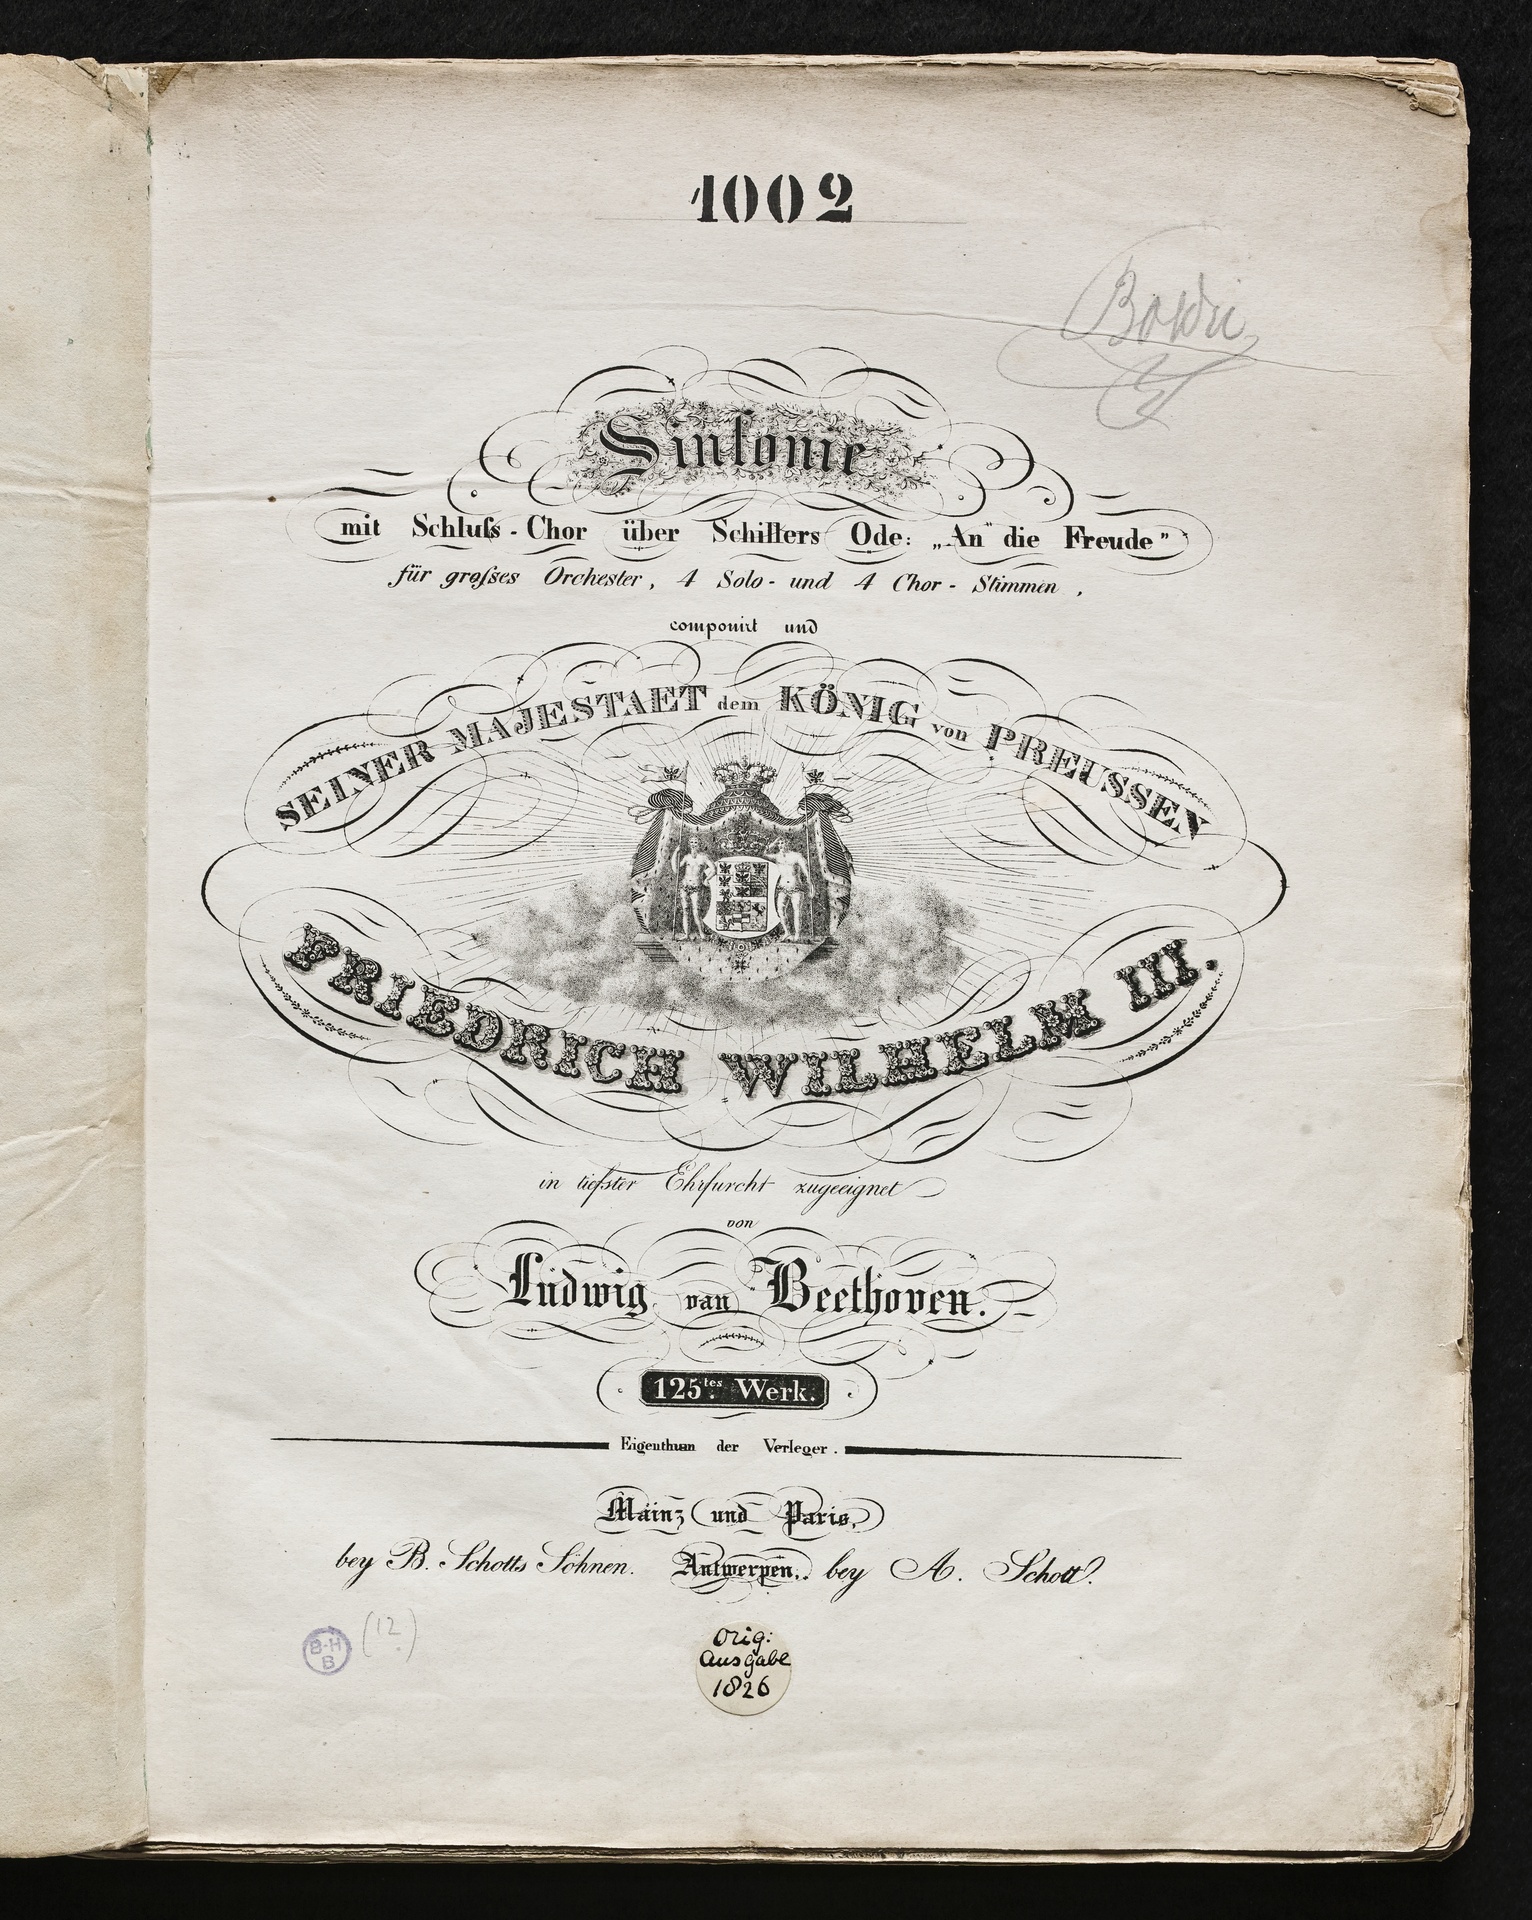 1002
Sinfonie
mit Schluſs - Chor über Schillers Ode: „An die Freude”
für groſses Orchester, 4 Solo - und 4 Chor - Stimmen,
componirt und
SEINER MAJESTAET dem KÖNIG von PREUSSEN
FRIEDRICH WILHELM III.
in tiefster Ehrfurcht zugeeignet
von
Ludwig van Beethoven.
125tes. Werk.
Eigenthum der Verleger.
Mainz und Paris,
bey B. Schotts Söhnen. Antwerpen, bey A. Schott.
B-H
B
(12.)
Orig:
Ausgabe
1826